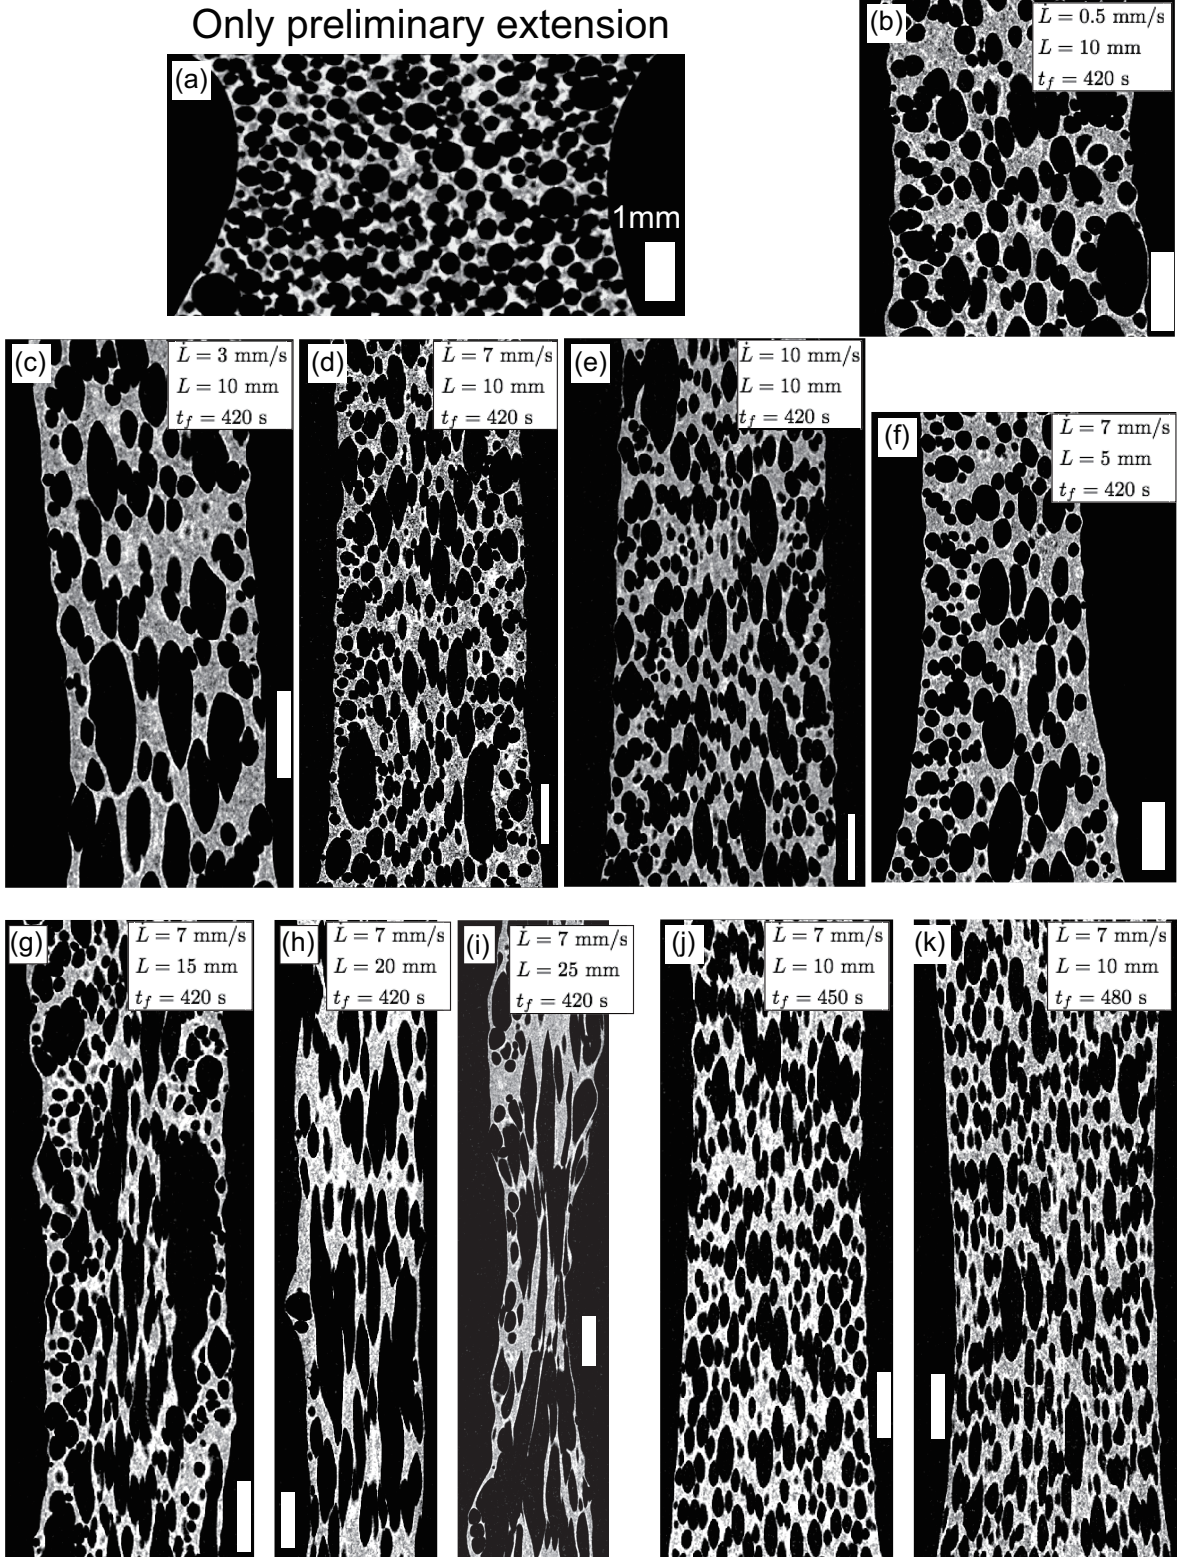 Only preliminary extension
(a)
1mm
(b)
L̇ = 0.5 mm/s
L = 10 mm
t_f = 420 s
(c)
L̇ = 3 mm/s
L = 10 mm
t_f = 420 s
(d)
L̇ = 7 mm/s
L = 10 mm
t_f = 420 s
(e)
L̇ = 10 mm/s
L = 10 mm
t_f = 420 s
(f)
L̇ = 7 mm/s
L = 5 mm
t_f = 420 s
(g)
L̇ = 7 mm/s
L = 15 mm
t_f = 420 s
(h)
L̇ = 7 mm/s
L = 20 mm
t_f = 420 s
(i)
L̇ = 7 mm/s
L = 25 mm
t_f = 420 s
(j)
L̇ = 7 mm/s
L = 10 mm
t_f = 450 s
(k)
L̇ = 7 mm/s
L = 10 mm
t_f = 480 s